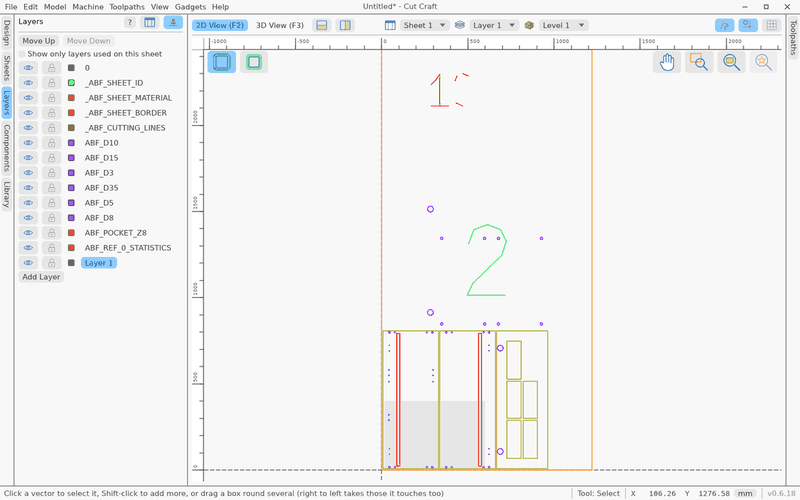 Untitled* - Cut Craft
File Edit Model Machine Toolpaths View Gadgets Help
Layers
?
2D View (F2)
3D View (F3)
Sheet 1
Layer 1
Level 1
Move Up
Move Down
Show only layers used on this sheet
0
_ABF_SHEET_ID
_ABF_SHEET_MATERIAL
_ABF_SHEET_BORDER
_ABF_CUTTING_LINES
ABF_D10
ABF_D15
ABF_D3
ABF_D35
ABF_D5
ABF_D8
ABF_POCKET_Z8
ABF_REF_0_STATISTICS
Layer 1
Add Layer
Design
Sheets
Layers
Components
Library
Toolpaths
-1000 -500 0 500 1000 1500 2000
2000
1500
1000
500
0
1
2
Click a vector to select it, Shift-click to add more, or drag a box round several (right to left takes those it touches too)
Tool: Select X 106.26 Y 1276.58 mm v0.6.18